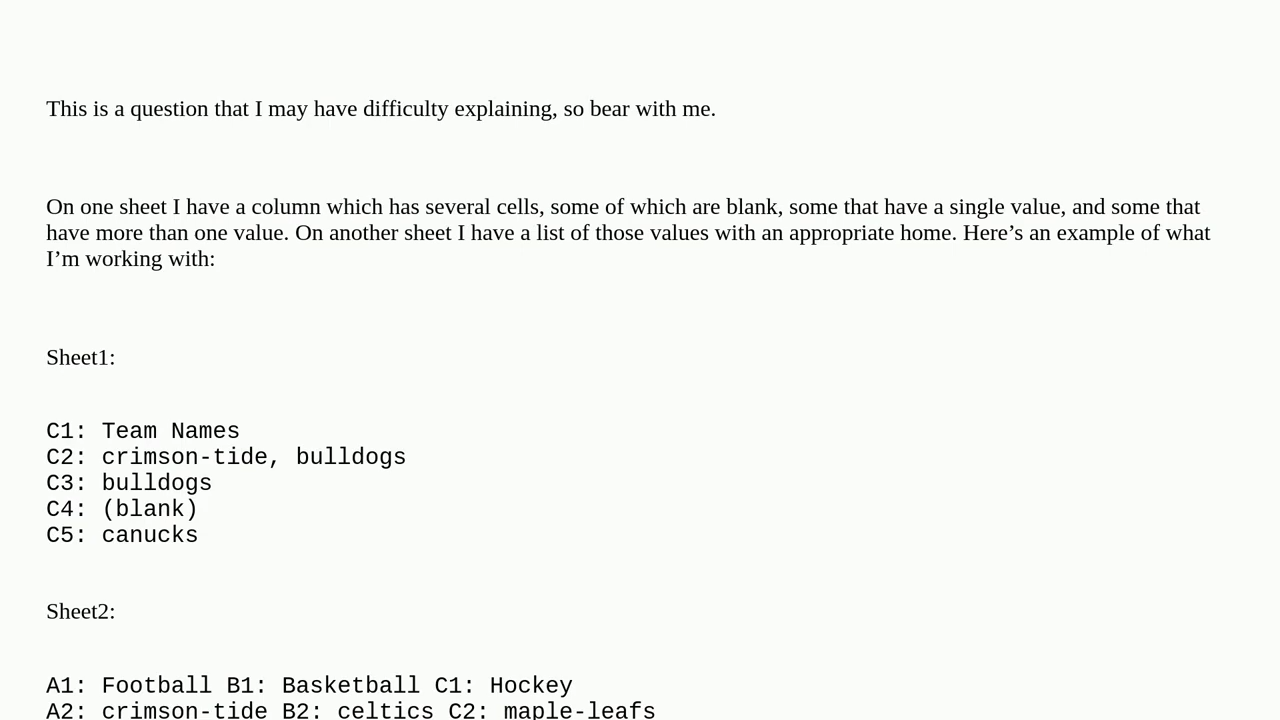 This is a question that I may have difficulty explaining, so bear with me.
On one sheet I have a column which has several cells, some of which are blank, some that have a single value, and some that
have more than one value. On another sheet I have a list of those values with an appropriate home. Here’s an example of what
I’m working with:
Sheet1:
C1: Team Names
C2: crimson-tide, bulldogs
C3: bulldogs
C4: (blank)
C5: canucks
Sheet2:
A1: Football B1: Basketball C1: Hockey
A2: crimson-tide B2: celtics C2: maple-leafs